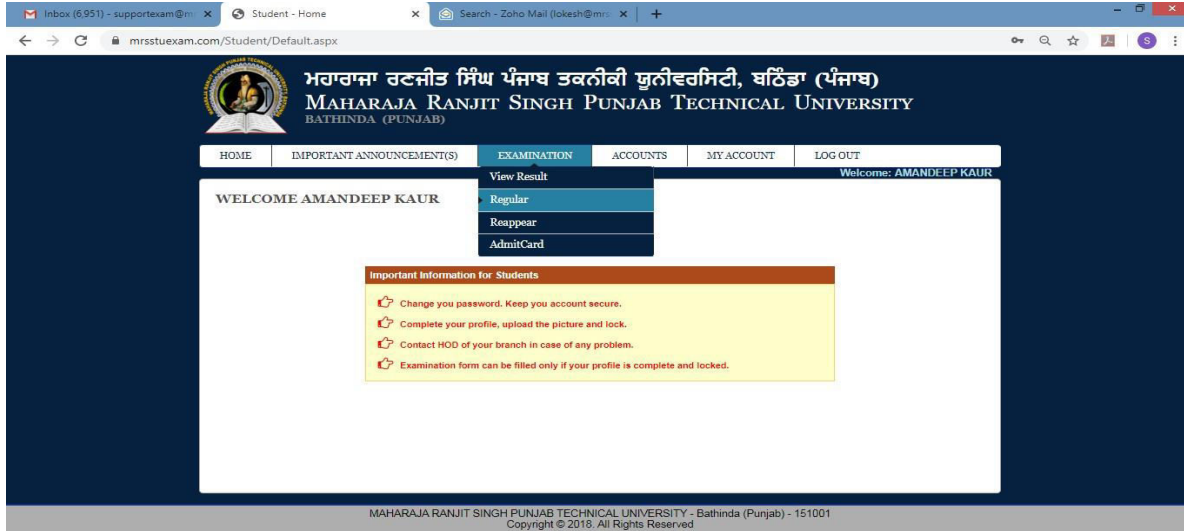 Inbox (6,951) - supportexam@m
Student - Home
Search - Zoho Mail (lokesh@mrs
mrsstuexam.com/Student/Default.aspx
S
ਮਹਾਰਾਜਾ ਰਣਜੀਤ ਸਿੰਘ ਪੰਜਾਬ ਤਕਨੀਕੀ ਯੂਨੀਵਰਸਿਟੀ, ਬਠਿੰਡਾ (ਪੰਜਾਬ)
MAHARAJA RANJIT SINGH PUNJAB TECHNICAL UNIVERSITY
BATHINDA (PUNJAB)
HOME IMPORTANT ANNOUNCEMENT(S) EXAMINATION ACCOUNTS MY ACCOUNT LOG OUT
Welcome: AMANDEEP KAUR
View Result
Regular
Reappear
AdmitCard
WELCOME AMANDEEP KAUR
Important Information for Students
Change you password. Keep you account secure.
Complete your profile, upload the picture and lock.
Contact HOD of your branch in case of any problem.
Examination form can be filled only if your profile is complete and locked.
MAHARAJA RANJIT SINGH PUNJAB TECHNICAL UNIVERSITY - Bathinda (Punjab) - 151001
Copyright © 2018. All Rights Reserved